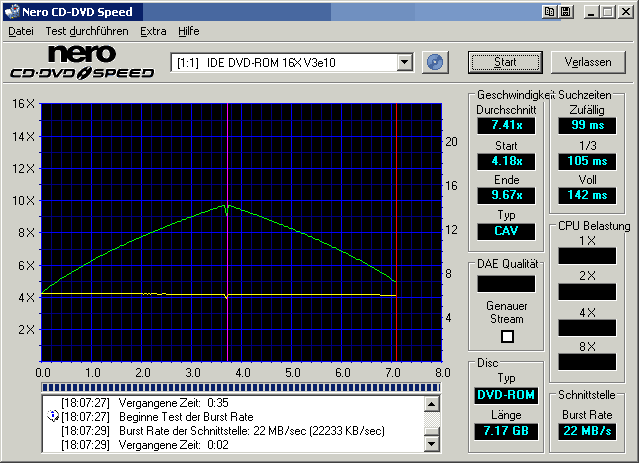 Nero CD-DVD Speed
Datei Test durchführen Extra Hilfe
nero
CD-DVD SPEED
[1:1] IDE DVD-ROM 16X V3e10
Start
Verlassen
16 X
14 X
12 X
10 X
8 X
6 X
4 X
2 X
22
18
14
12
8
4
0.0 1.0 2.0 3.0 4.0 5.0 6.0 7.0 8.0
Geschwindigkeit
Durchschnitt
7.41x
Start
4.18x
Ende
9.67x
Typ
CAV
Suchzeiten
Zufällig
99 ms
1/3
105 ms
Voll
142 ms
DAE Qualität
Genauer
Stream
CPU Belastung
1 X
2 X
4 X
8 X
Disc
Typ
DVD-ROM
Länge
7.17 GB
Schnittstelle
Burst Rate
22 MB/s
[18:07:27] Vergangene Zeit: 0:35
[18:07:27] Beginne Test der Burst Rate
[18:07:29] Burst Rate der Schnittstelle: 22 MB/sec (22233 KB/sec)
[18:07:29] Vergangene Zeit: 0:02